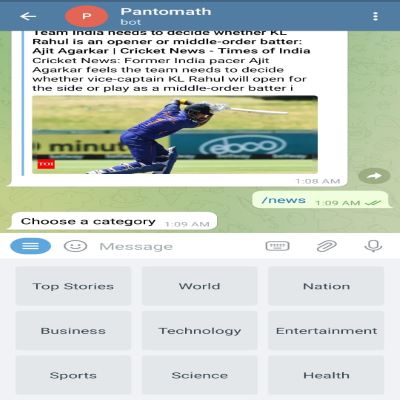 P
Pantomath
bot
Team India needs to decide whether KL
Rahul is an opener or middle-order batter:
Ajit Agarkar | Cricket News - Times of India
Cricket News: Former India pacer Ajit
Agarkar feels the team needs to decide
whether vice-captain KL Rahul will open for
the side or play as a middle-order batter i
minut
betway
TOI
1:08 AM
/news 1:09 AM
Choose a category 1:09 AM
Message
Top Stories World Nation
Business Technology Entertainment
Sports Science Health